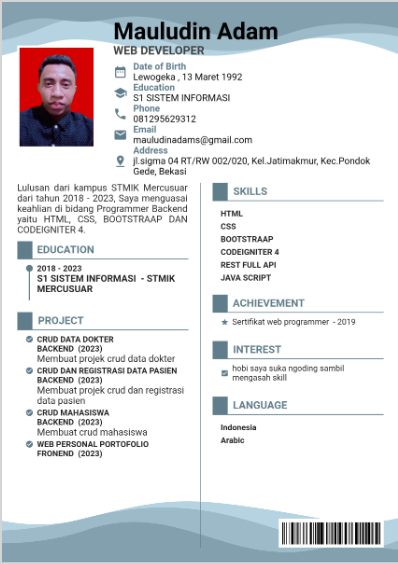 Mauludin Adam
WEB DEVELOPER
Date of Birth
Lewogeka , 13 Maret 1992
Education
S1 SISTEM INFORMASI
Phone
081295629312
Email
mauludinadams@gmail.com
Address
jl.sigma 04 RT/RW 002/020, Kel.Jatimakmur, Kec.Pondok
Gede, Bekasi
Lulusan dari kampus STMIK Mercusuar
dari tahun 2018 - 2023, Saya menguasai
keahlian di bidang Programmer Backend
yaitu HTML, CSS, BOOTSTRAAP DAN
CODEIGNITER 4.
EDUCATION
2018 - 2023
S1 SISTEM INFORMASI - STMIK
MERCUSUAR
PROJECT
CRUD DATA DOKTER
BACKEND (2023)
Membuat projek crud data dokter
CRUD DAN REGISTRASI DATA PASIEN
BACKEND (2023)
Membuat projek crud dan registrasi
data pasien
CRUD MAHASISWA
BACKEND (2023)
Membuat crud mahasiswa
WEB PERSONAL PORTOFOLIO
FRONEND (2023)
SKILLS
HTML
CSS
BOOTSTRAAP
CODEIGNITER 4
REST FULL API
JAVA SCRIPT
ACHIEVEMENT
Sertifikat web programmer - 2019
INTEREST
hobi saya suka ngoding sambil
mengasah skill
LANGUAGE
Indonesia
Arabic